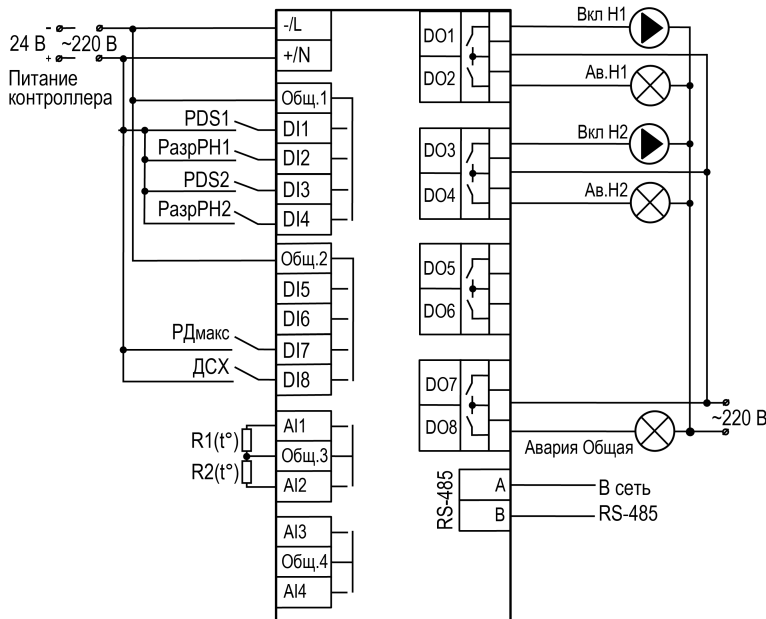 - -/L
24 В ~220 В
+ +/N
Питание
контроллера
Общ.1
PDS1 DI1
РазрРН1 DI2
PDS2 DI3
РазрРН2 DI4
Общ.2
DI5
DI6
РДмакс DI7
ДСХ DI8
R1(t°) AI1
Общ.3
R2(t°) AI2
AI3
Общ.4
AI4
DO1 Вкл Н1
DO2 Ав.Н1
DO3 Вкл Н2
DO4 Ав.Н2
DO5
DO6
DO7
~220 В
DO8 Авария Общая
RS-485
A В сеть
B RS-485